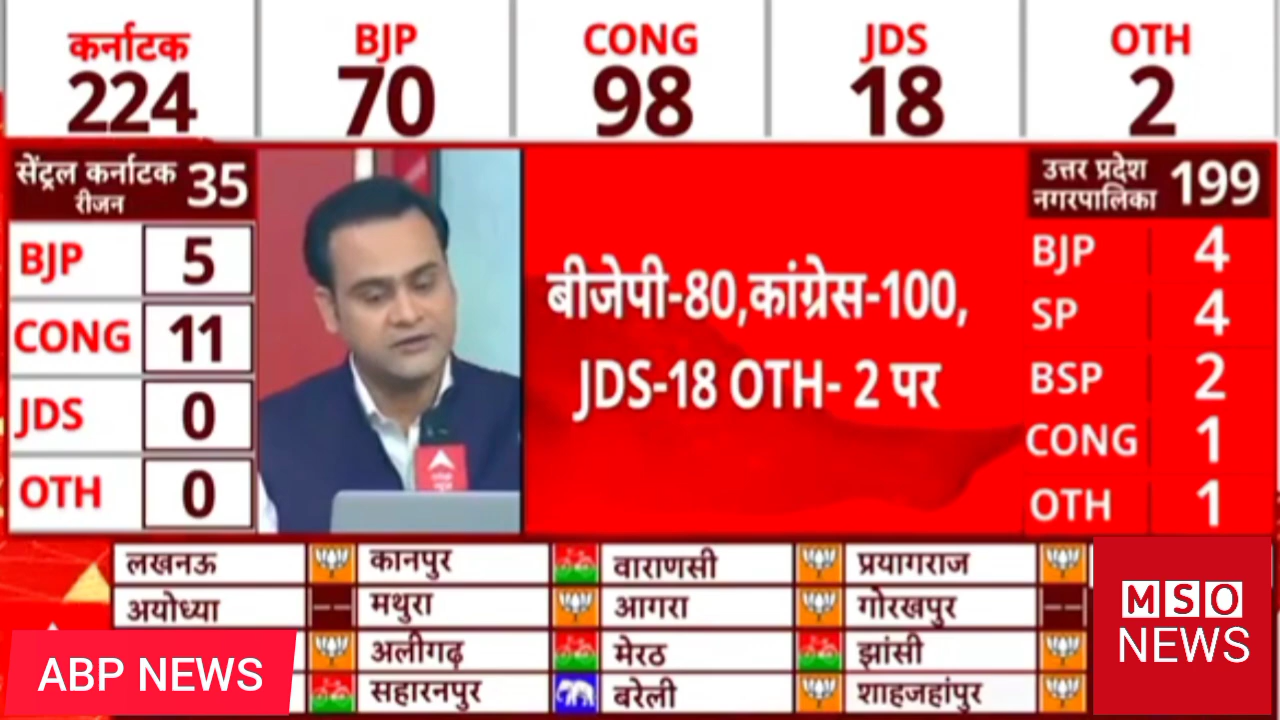 कर्नाटक
224
BJP
70
CONG
98
JDS
18
OTH
2
सेंट्रल कर्नाटक
रीजन
35
BJP 5
CONG 11
JDS 0
OTH 0
बीजेपी-80,कांग्रेस-100,
JDS-18 OTH- 2 पर
उत्तर प्रदेश
नगरपालिका
199
BJP 4
SP 4
BSP 2
CONG 1
OTH 1
लखनऊ कानपुर वाराणसी प्रयागराज
अयोध्या -- मथुरा आगरा गोरखपुर --
अलीगढ़ मेरठ झांसी
सहारनपुर बरेली शाहजहांपुर
ABP NEWS
MSO
NEWS